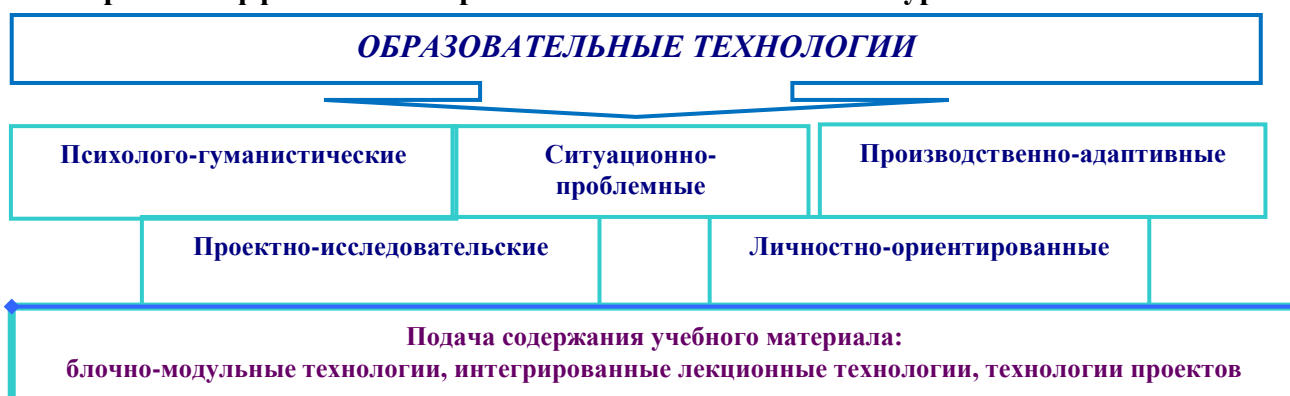 ОБРАЗОВАТЕЛЬНЫЕ ТЕХНОЛОГИИ
Психолого-гуманистические
Ситуационно-
проблемные
Производственно-адаптивные
Проектно-исследовательские
Личностно-ориентированные
Подача содержания учебного материала:
блочно-модульные технологии, интегрированные лекционные технологии, технологии проектов